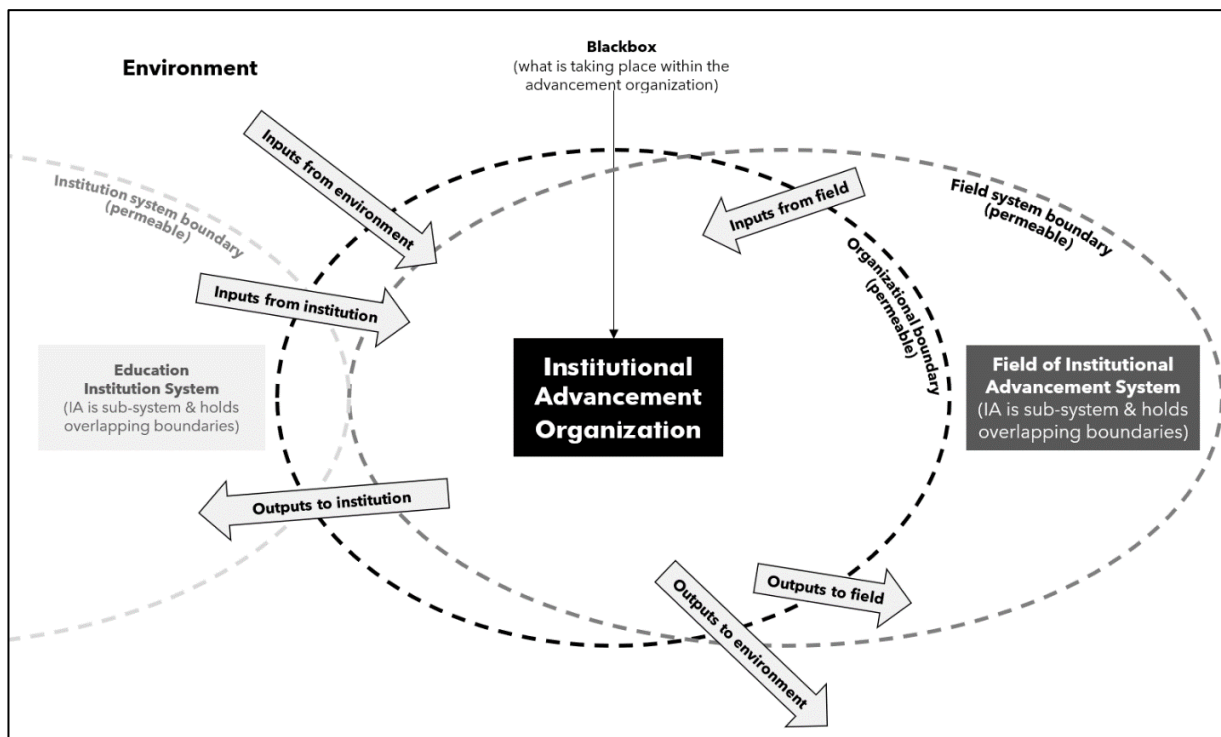 Environment
Blackbox
(what is taking place within the
advancement organization)
Inputs from environment
Institution system boundary
(permeable)
Inputs from field
Field system boundary
(permeable)
Inputs from institution
Organizational boundary
(permeable)
Education
Institution System
(IA is sub-system & holds
overlapping boundaries)
Institutional
Advancement
Organization
Field of Institutional
Advancement System
(IA is sub-system & holds
overlapping boundaries)
Outputs to institution
Outputs to field
Outputs to environment